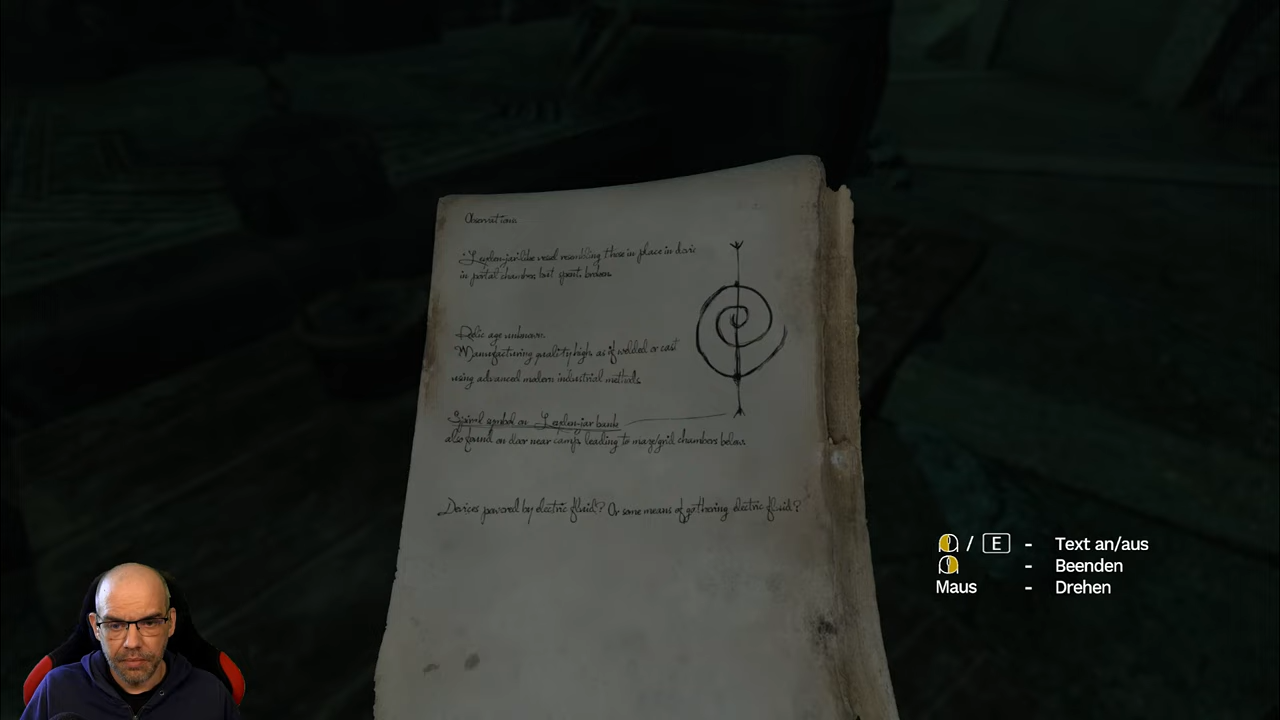 Observations
· Leyden-jar-like vessel resembling those in place in
in portal chamber, but spent, broken.
Relic age unknown.
Manufacturing quality high, as if welded or cast
using advanced modern industrial methods.
Spiral symbol on Leyden-jar bank
also found on door near camp, leading to maze/grid chambers below.
Devices powered by electric fluid? Or some means of gathering electric fluid?
/ E - Text an/aus
- Beenden
Maus - Drehen